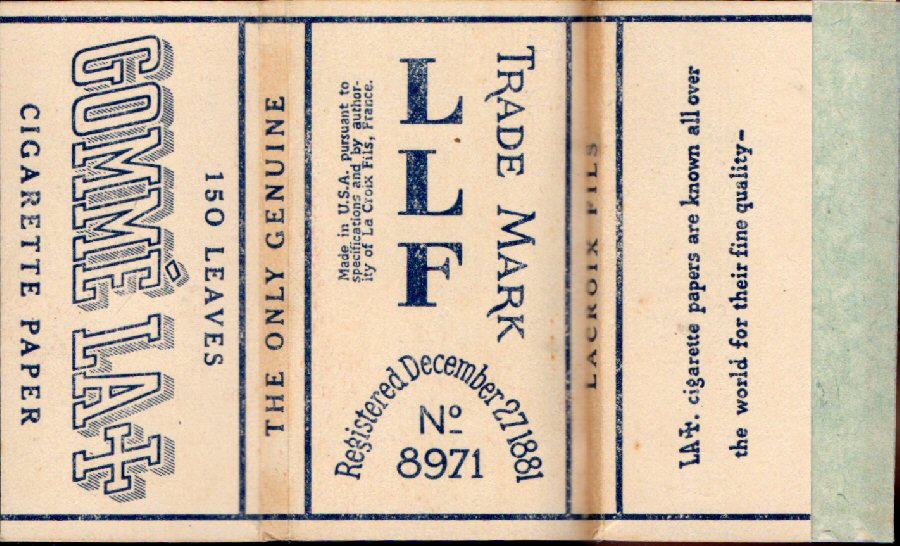 150 LEAVES
GOMMÉ LA✠
CIGARETTE PAPER
THE ONLY GENUINE
TRADE MARK
L
L
F
Made in U.S.A. pursuant to
specifications and by author-
ity of La Croix Fils, France.
Registered December 27 1881
Nº
8971
LACROIX FILS
LA✠. cigarette papers are known all over
the world for their fine quality–